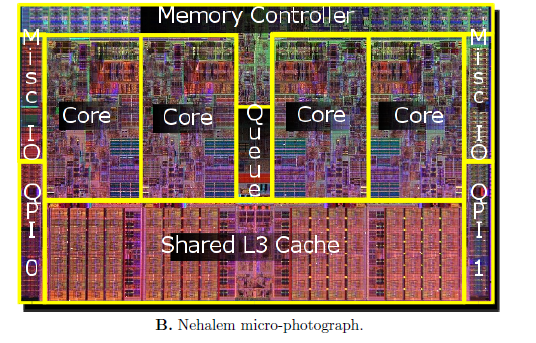 Memory Controller
Misc IO
Misc IO
Core
Core
Queue
Core
Core
QPI 0
QPI 1
Shared L3 Cache
B. Nehalem micro-photograph.